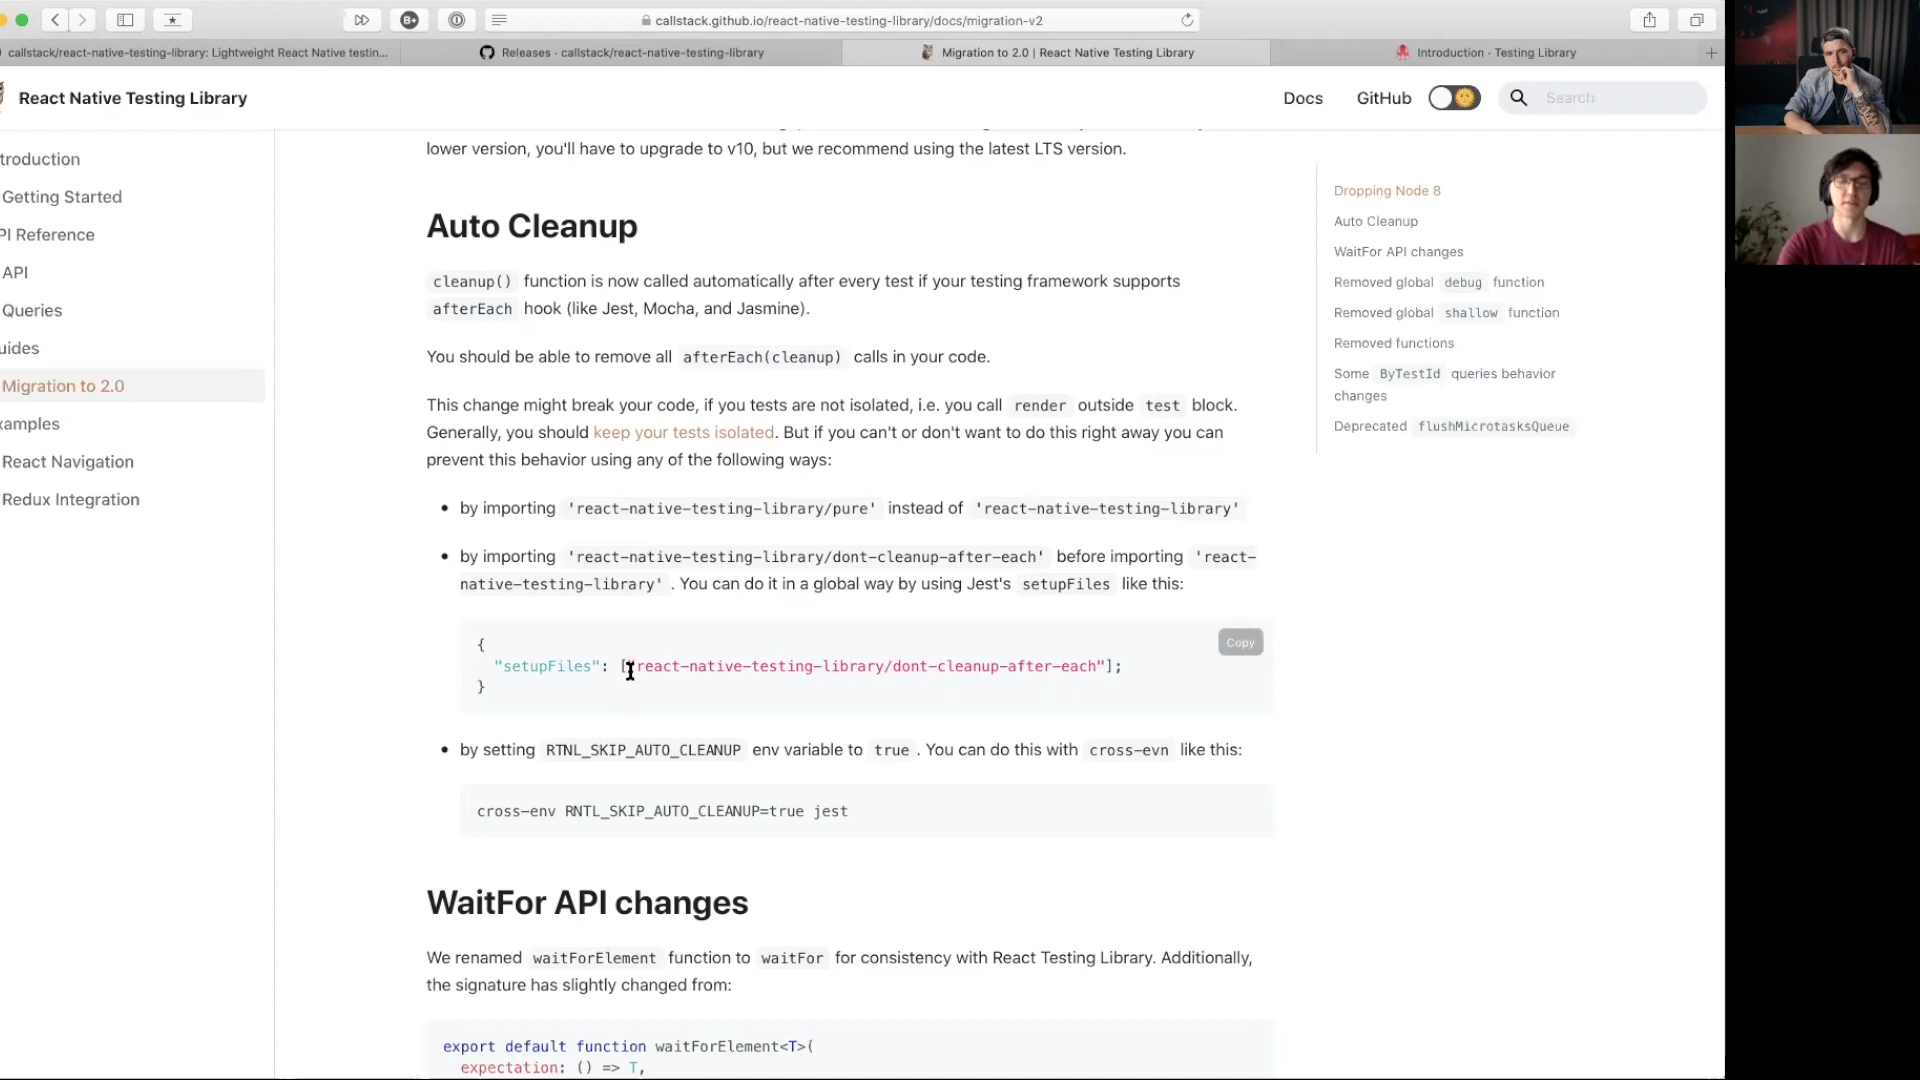 callstack.github.io/react-native-testing-library/docs/migration-v2
callstack/react-native-testing-library: Lightweight React Native testin...
Releases · callstack/react-native-testing-library
Migration to 2.0 | React Native Testing Library
Introduction · Testing Library
React Native Testing Library
Docs
GitHub
Search
troduction
Getting Started
PI Reference
API
Queries
uides
Migration to 2.0
xamples
React Navigation
Redux Integration
lower version, you'll have to upgrade to v10, but we recommend using the latest LTS version.
Auto Cleanup
cleanup() function is now called automatically after every test if your testing framework supports
afterEach hook (like Jest, Mocha, and Jasmine).
You should be able to remove all afterEach(cleanup) calls in your code.
This change might break your code, if you tests are not isolated, i.e. you call render outside test block.
Generally, you should keep your tests isolated. But if you can't or don't want to do this right away you can
prevent this behavior using any of the following ways:
• by importing 'react-native-testing-library/pure' instead of 'react-native-testing-library'
• by importing 'react-native-testing-library/dont-cleanup-after-each' before importing 'react-
native-testing-library' . You can do it in a global way by using Jest's setupFiles like this:
Copy
{
"setupFiles": ["react-native-testing-library/dont-cleanup-after-each"];
}
• by setting RTNL_SKIP_AUTO_CLEANUP env variable to true . You can do this with cross-evn like this:
cross-env RNTL_SKIP_AUTO_CLEANUP=true jest
WaitFor API changes
We renamed waitForElement function to waitFor for consistency with React Testing Library. Additionally,
the signature has slightly changed from:
export default function waitForElement<T>(
expectation: () => T,
Dropping Node 8
Auto Cleanup
WaitFor API changes
Removed global debug function
Removed global shallow function
Removed functions
Some ByTestId queries behavior
changes
Deprecated flushMicrotasksQueue